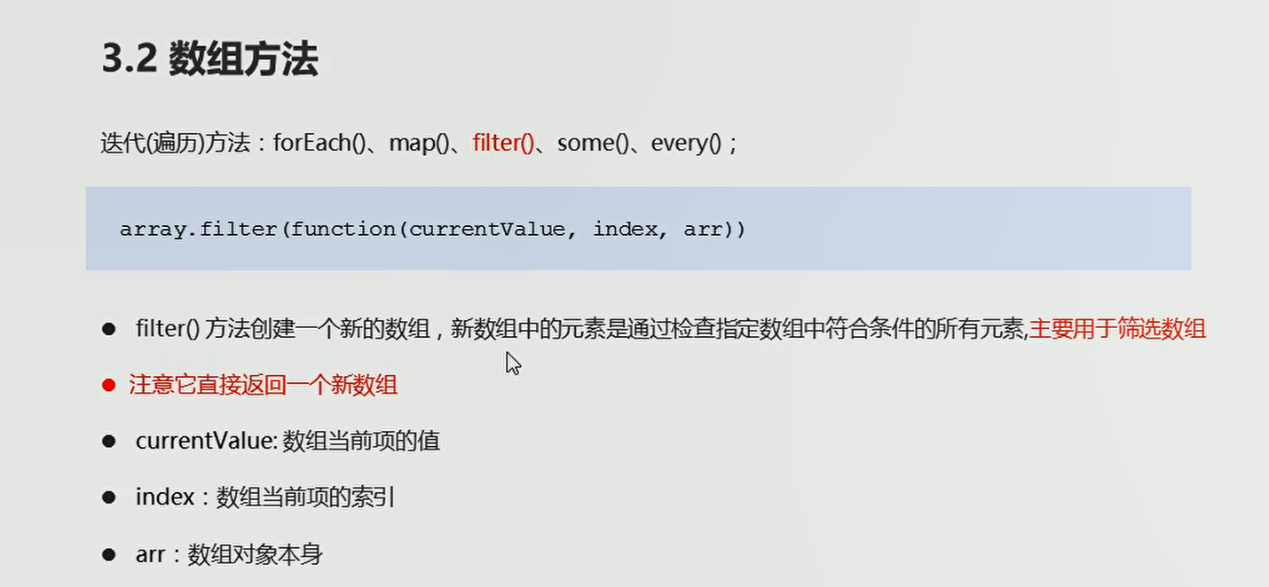 3.2 数组方法
迭代(遍历)方法：forEach()、map()、filter()、some()、every()；
array.filter(function(currentValue, index, arr))
● filter() 方法创建一个新的数组，新数组中的元素是通过检查指定数组中符合条件的所有元素,主要用于筛选数组
● 注意它直接返回一个新数组
● currentValue: 数组当前项的值
● index：数组当前项的索引
● arr：数组对象本身